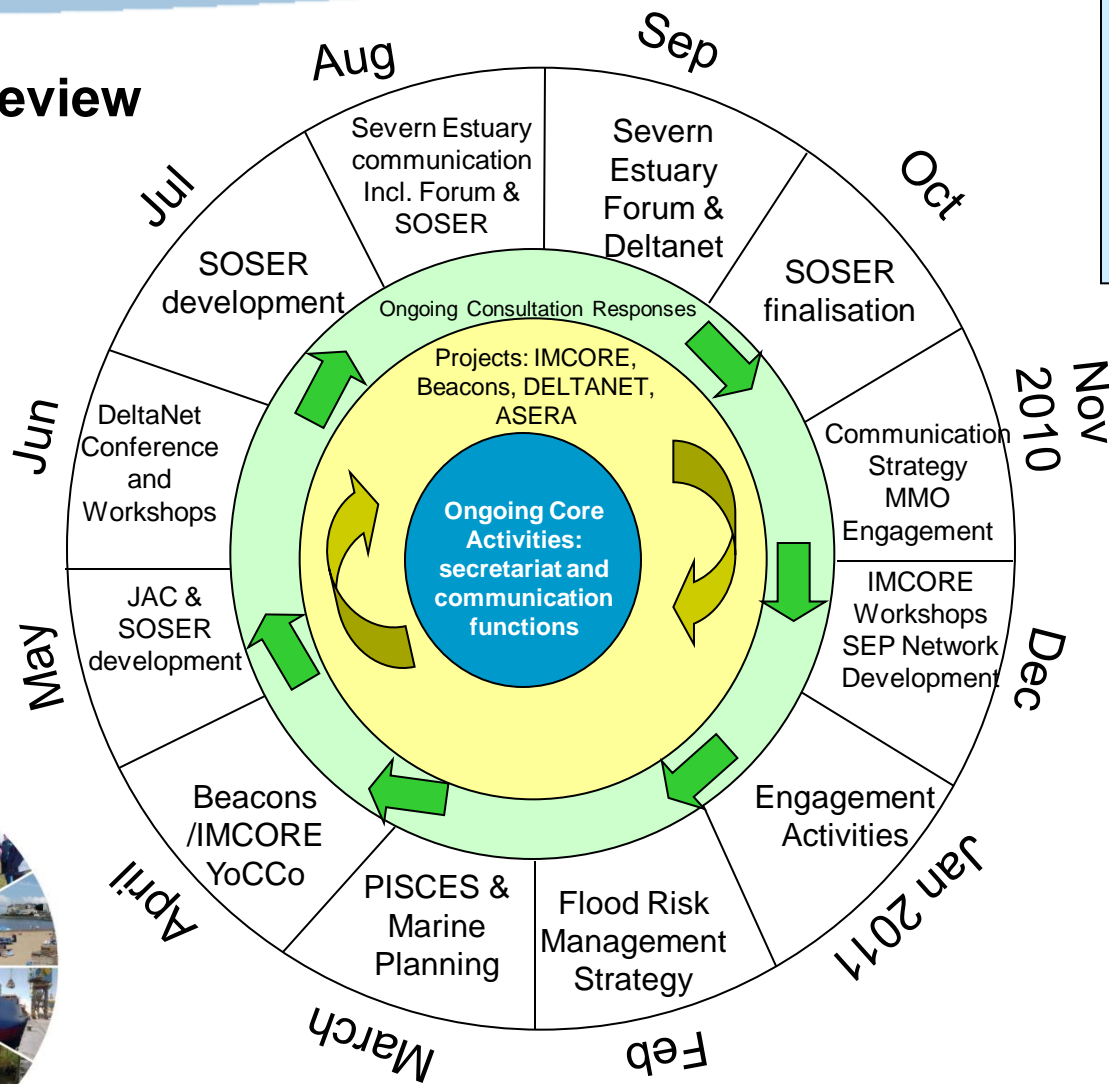 eview
Aug
Sep
Oct
Nov
2010
Dec
Jan 2011
Feb
March
April
May
Jun
Jul
Severn Estuary
communication
Incl. Forum &
SOSER
Severn
Estuary
Forum &
Deltanet
SOSER
finalisation
Communication
Strategy
MMO
Engagement
IMCORE
Workshops
SEP Network
Development
Engagement
Activities
Flood Risk
Management
Strategy
PISCES &
Marine
Planning
Beacons
/IMCORE
YoCCo
JAC &
SOSER
development
DeltaNet
Conference
and
Workshops
SOSER
development
Ongoing Consultation Responses
Projects: IMCORE,
Beacons, DELTANET,
ASERA
Ongoing Core
Activities:
secretariat and
communication
functions